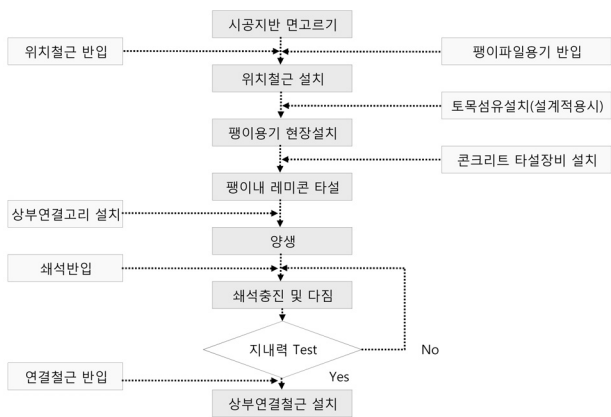 시공지반 면고르기
위치철근 반입
팽이파일용기 반입
위치철근 설치
토목섬유설치(설계적용시)
팽이용기 현장설치
콘크리트 타설장비 설치
팽이내 레미콘 타설
상부연결고리 설치
양생
쇄석반입
쇄석충진 및 다짐
지내력 Test
No
Yes
연결철근 반입
상부연결철근 설치